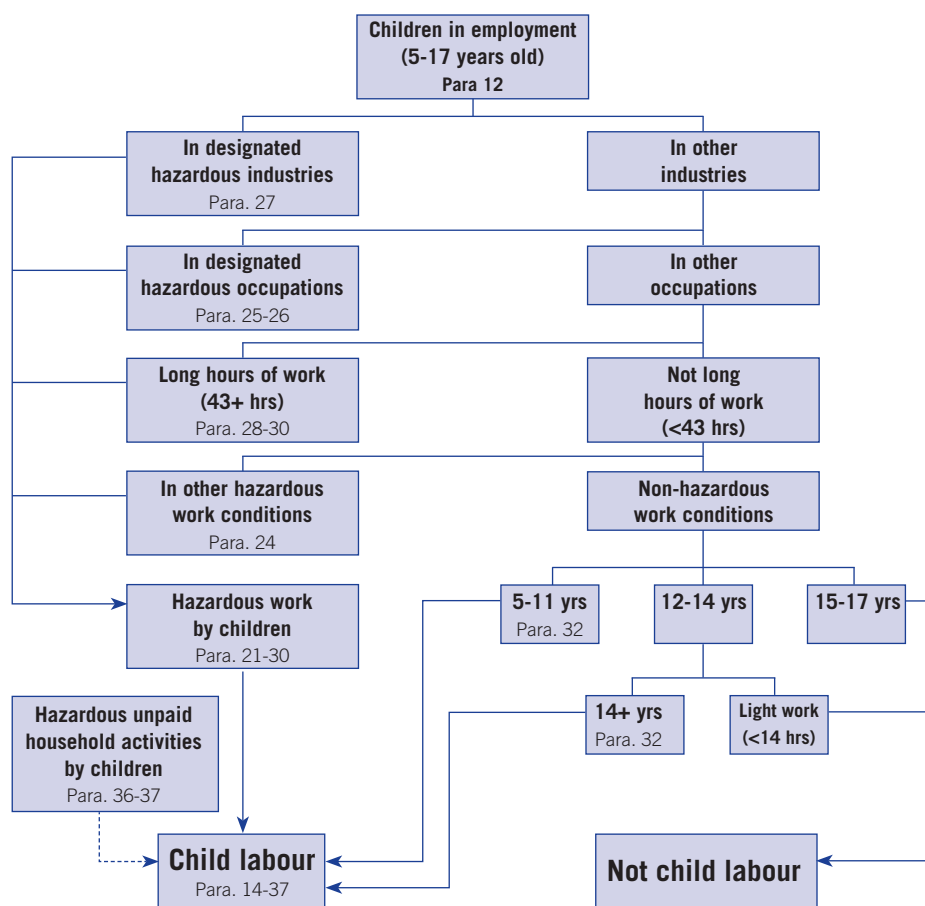 Children in employment
(5-17 years old)
Para 12
In designated
hazardous industries
Para. 27
In other
industries
In designated
hazardous occupations
Para. 25-26
In other
occupations
Long hours of work
(43+ hrs)
Para. 28-30
Not long
hours of work
(<43 hrs)
In other hazardous
work conditions
Para. 24
Non-hazardous
work conditions
Hazardous work
by children
Para. 21-30
5-11 yrs
Para. 32
12-14 yrs
15-17 yrs
Hazardous unpaid
household activities
by children
Para. 36-37
14+ yrs
Para. 32
Light work
(<14 hrs)
Child labour
Para. 14-37
Not child labour